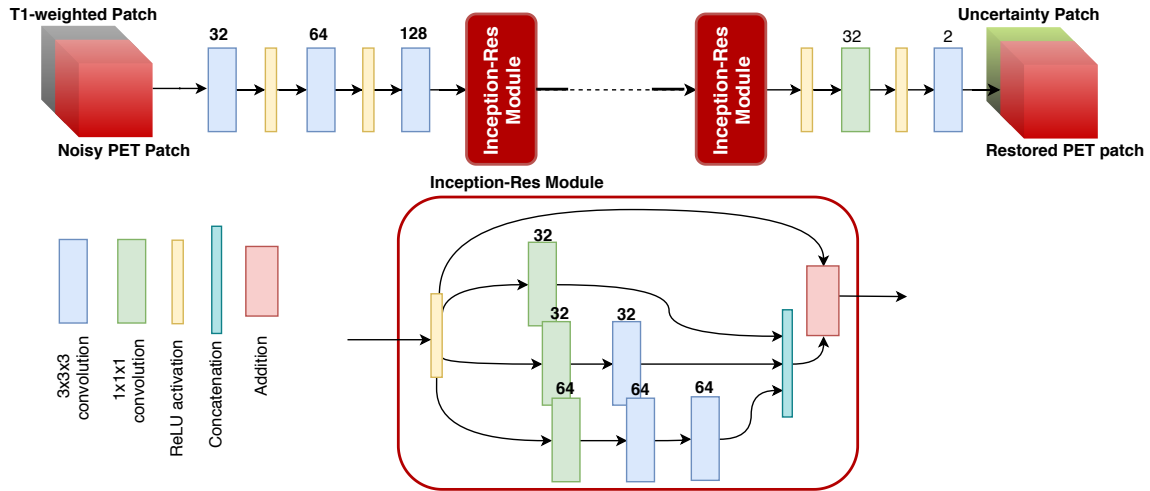 T1-weighted Patch
Noisy PET Patch
32
64
128
Inception-Res
Module
Inception-Res
Module
32
2
Uncertainty Patch
Restored PET patch
Inception-Res Module
3x3x3
convolution
1x1x1
convolution
ReLU activation
Concatenation
Addition
32
32
32
64
64
64